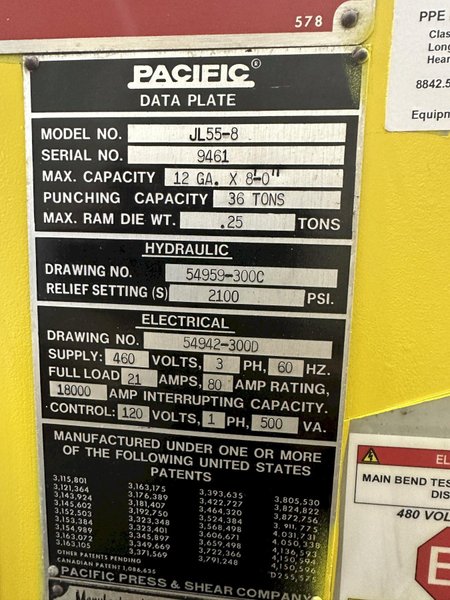 578
PPE
Clas
Long
Hear
8842.5
Equipm
PACIFIC®
DATA PLATE
MODEL NO. JL55-8
SERIAL NO. 9461
MAX. CAPACITY 12 GA. X 8'-0"
PUNCHING CAPACITY 36 TONS
MAX. RAM DIE WT. .25 TONS
HYDRAULIC
DRAWING NO. 54959-300C
RELIEF SETTING (S) 2100 PSI.
ELECTRICAL
DRAWING NO. 54942-300D
SUPPLY: 460 VOLTS, 3 PH, 60 HZ.
FULL LOAD 21 AMPS, 80 AMP RATING,
18000 AMP INTERRUPTING CAPACITY.
CONTROL: 120 VOLTS, 1 PH, 500 VA.
MANUFACTURED UNDER ONE OR MORE
OF THE FOLLOWING UNITED STATES
PATENTS
3,115,801 3,163,175 3,393,635 3,805,530
3,121,364 3,176,389 3,422,727 3,824,822
3,143,924 3,181,407 3,464,320 3,872,756
3,145,602 3,192,750 3,524,384 3,911,775
3,152,503 3,323,348 3,568,498 4,031,731
3,153,384 3,323,401 3,606,671 4,050,338
3,154,989 3,345,897 3,659,498 4,136,593
3,163,072 3,349,669 3,722,366 4,150,594
3,163,105 3,371,569 3,791,248 4,150,596
OTHER PATENTS PENDING D255,575
CANADIAN PATENT 1,086,635
PACIFIC PRESS & SHEAR COMPANY
EL
MAIN BEND TES
DIS
480 VOL
E